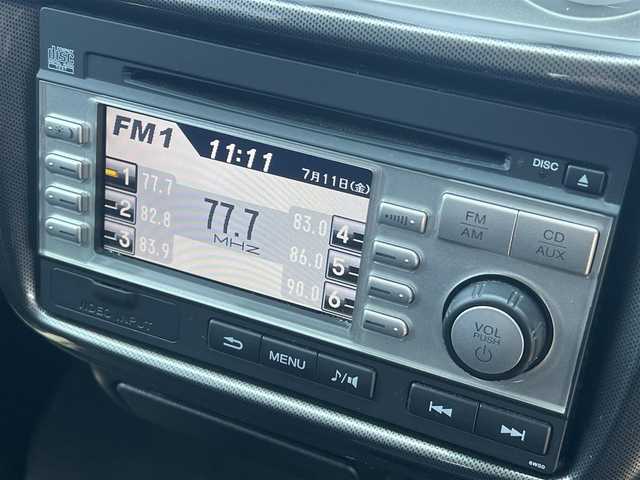 COMPACT
disc
DISC
FM1
11:11
7月11日(金)
1 77.7
2 82.8
3 83.9
77.7
MHZ
83.0 4
86.0 5
90.0 6
FM
AM
CD
AUX
VOL
PUSH
VIDEO INPUT
MENU